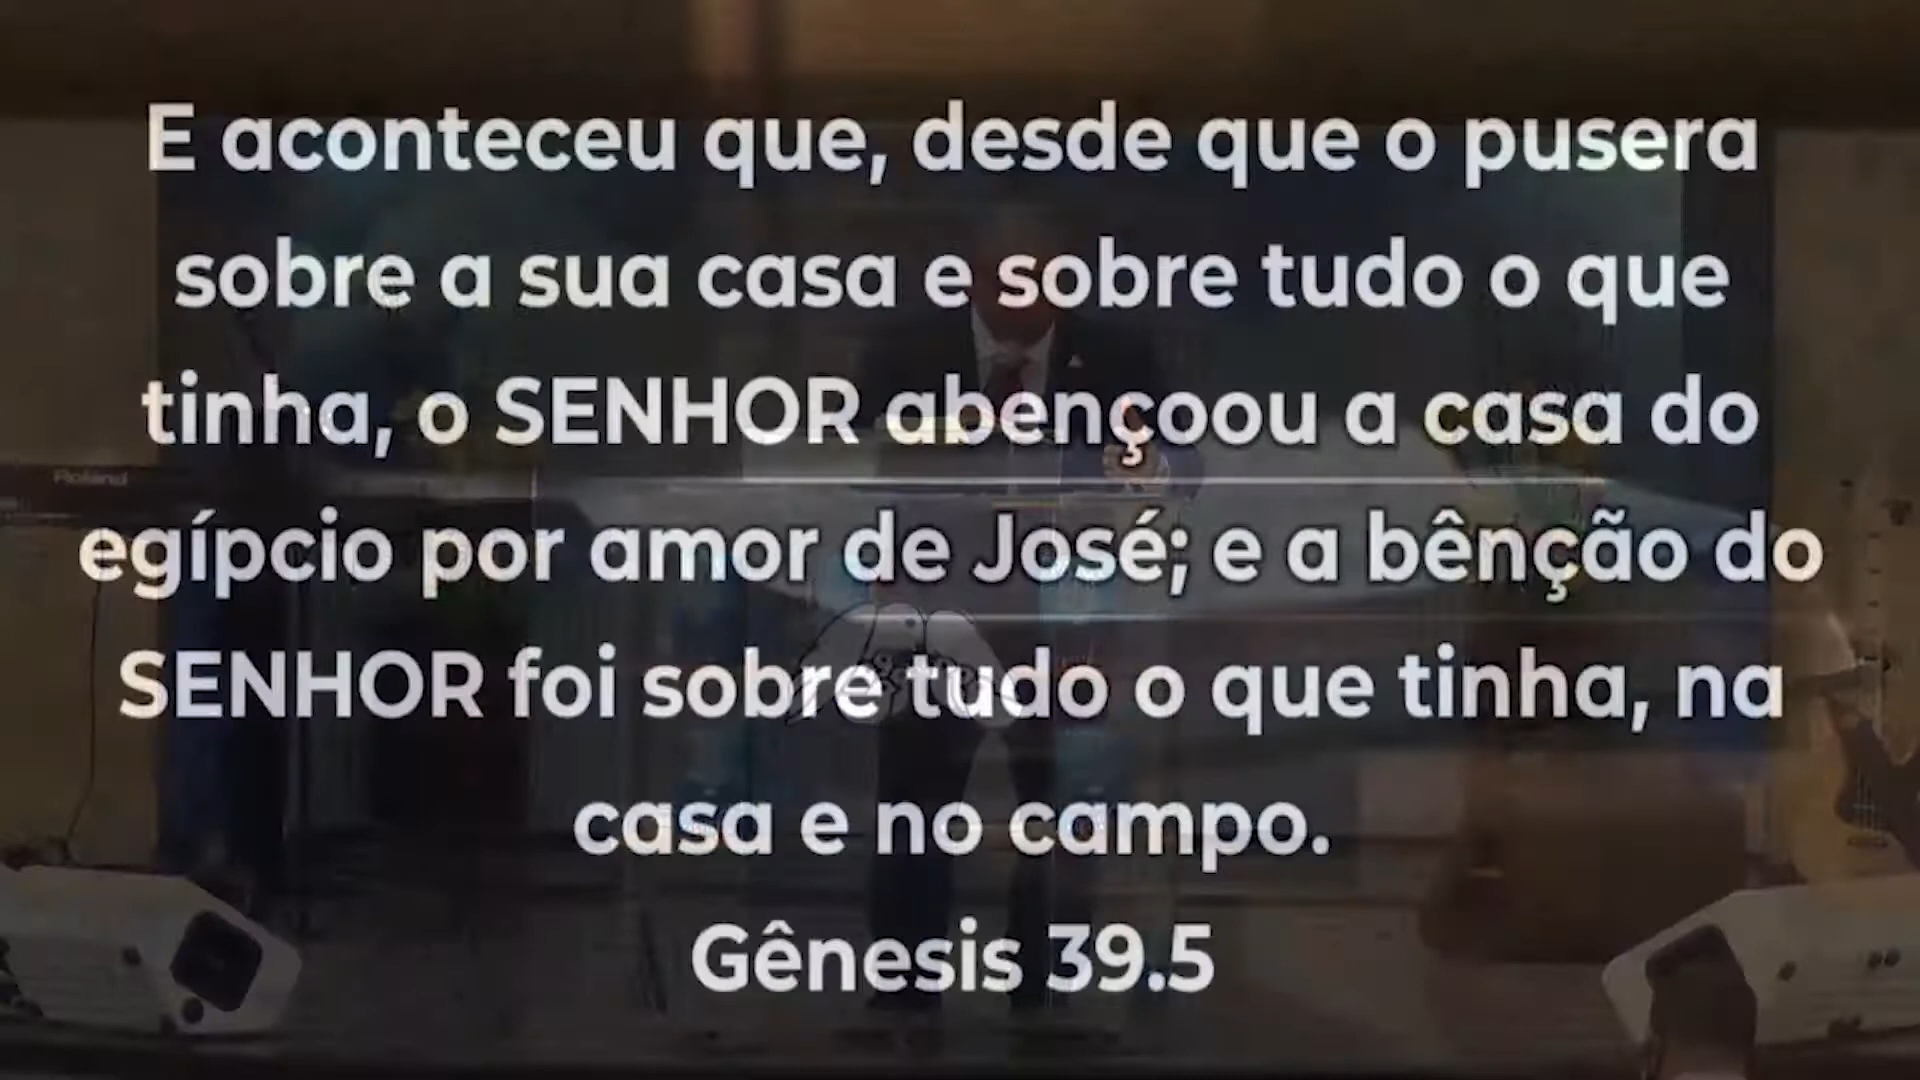 E aconteceu que, desde que o pusera
sobre a sua casa e sobre tudo o que
tinha, o SENHOR abençoou a casa do
egípcio por amor de José; e a bênção do
SENHOR foi sobre tudo o que tinha, na
casa e no campo.
Gênesis 39.5
Roland